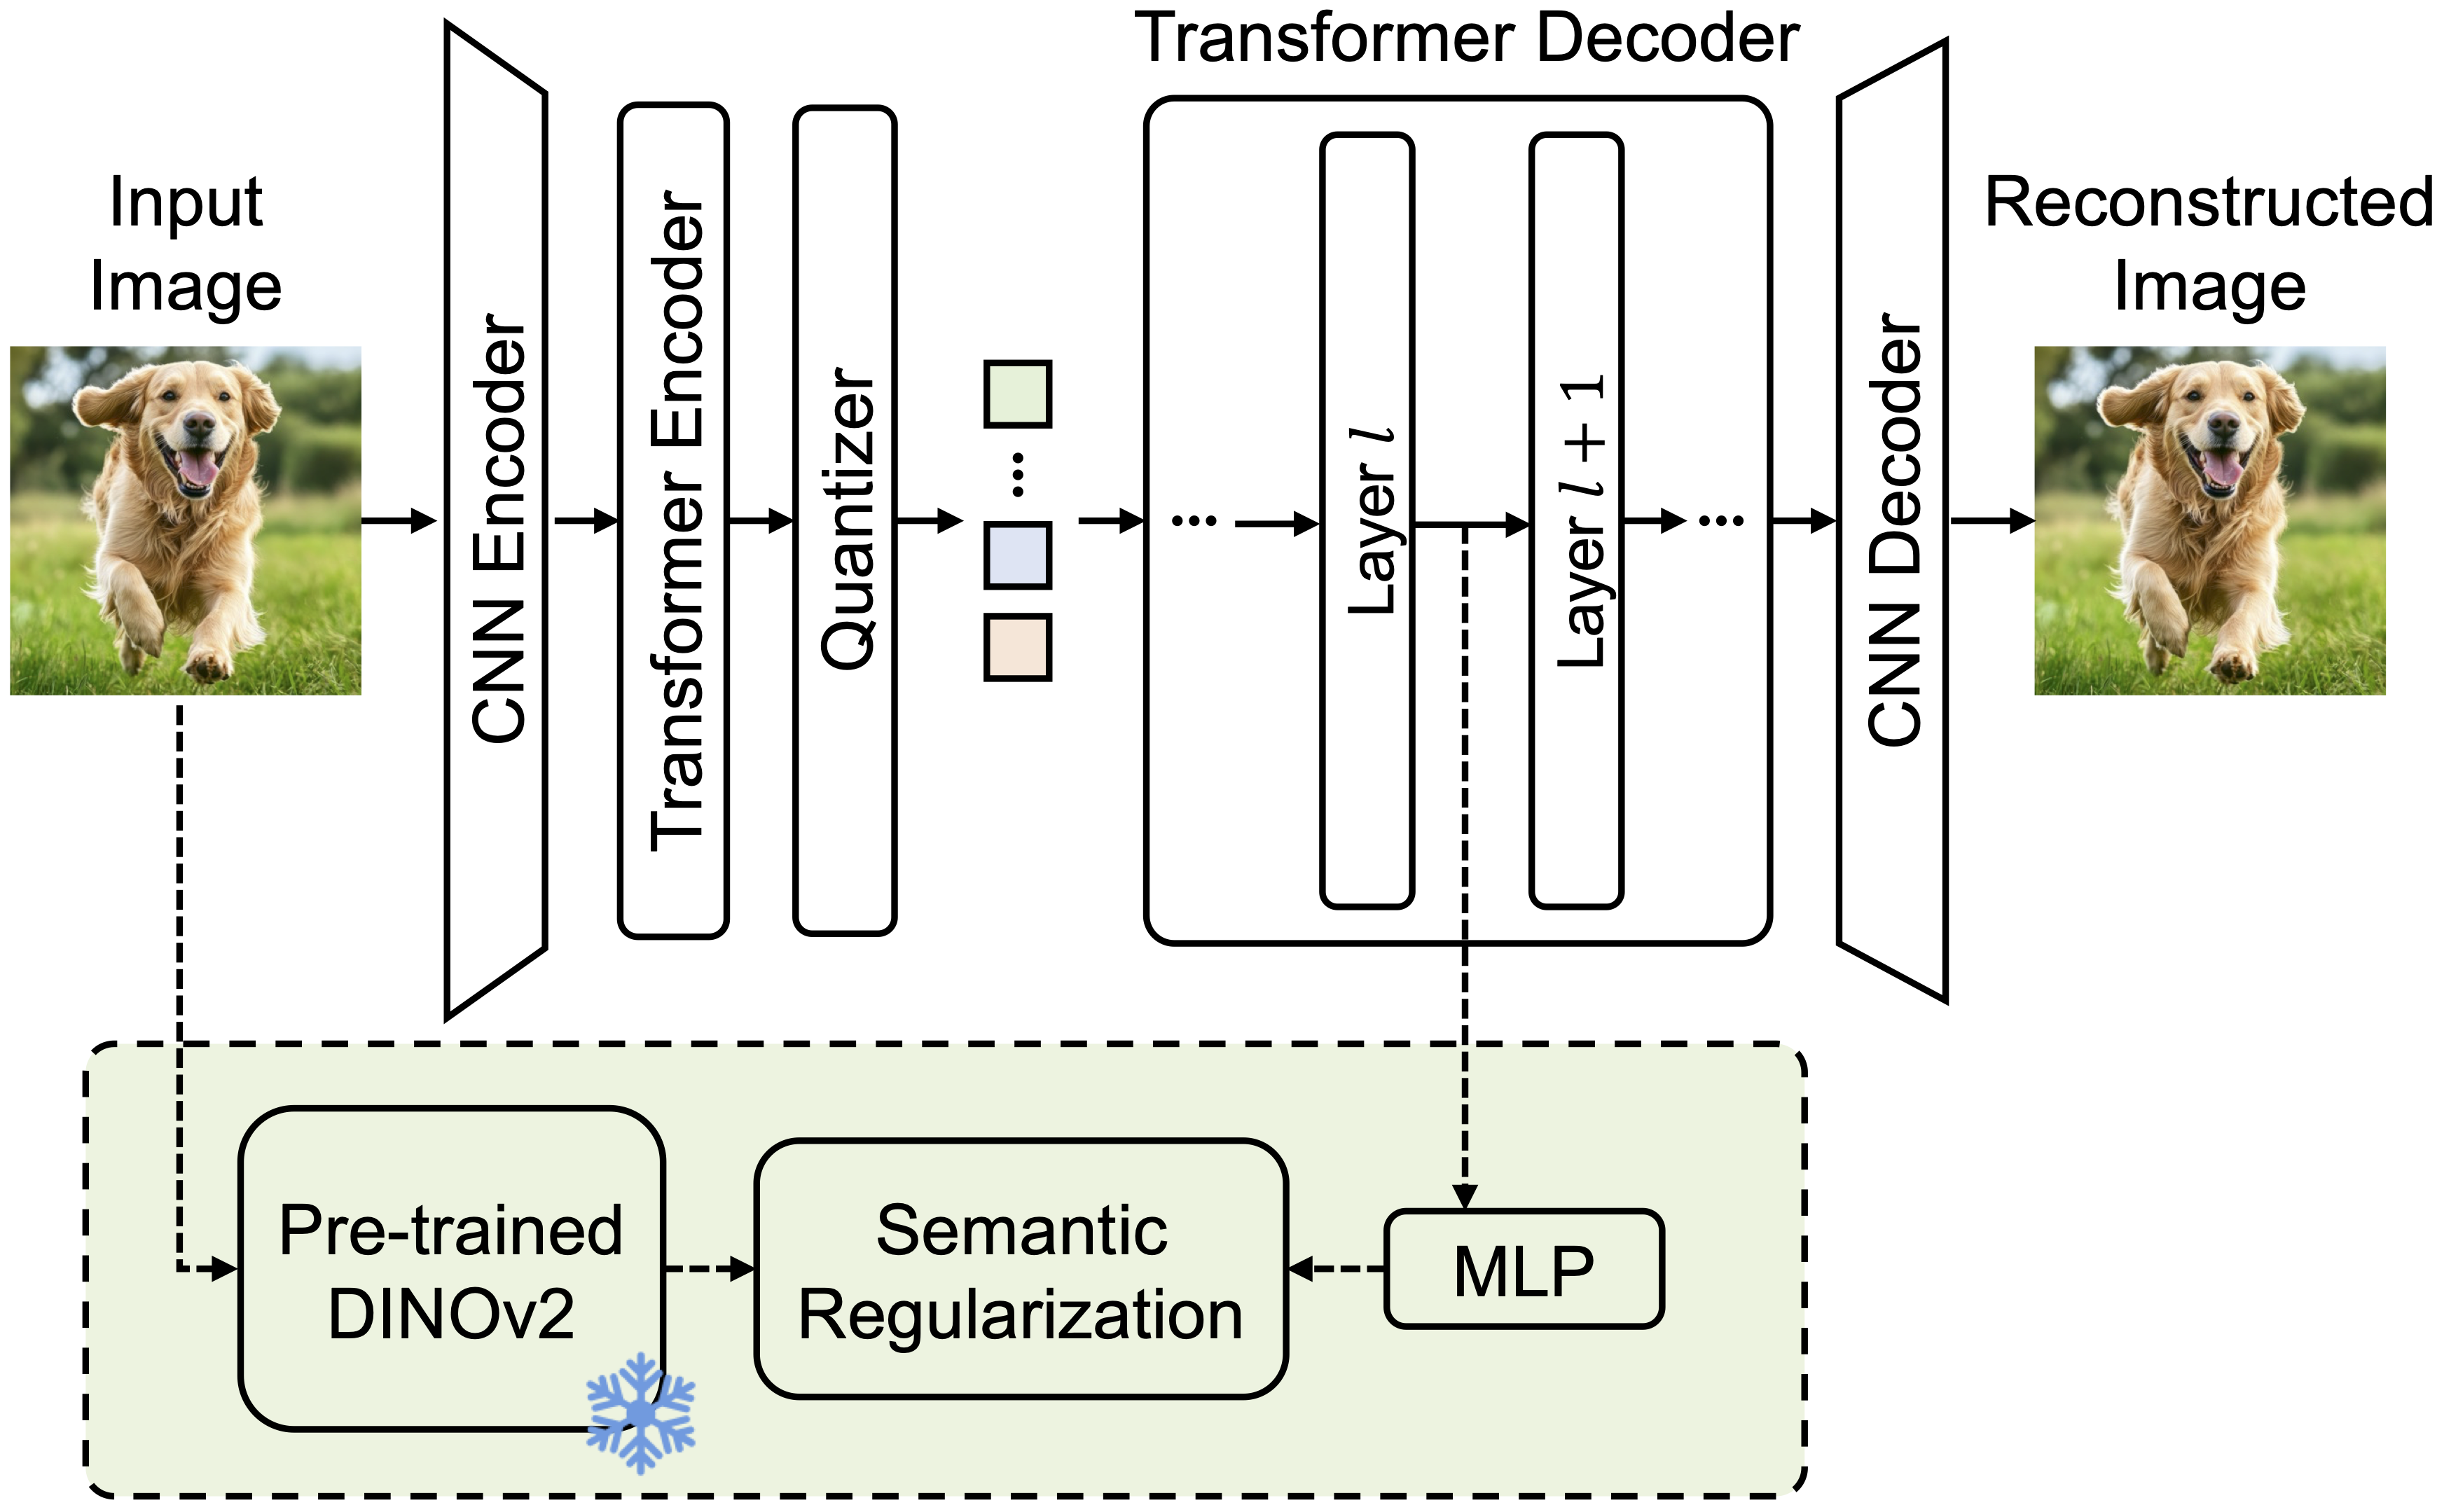 Transformer Decoder
Input
Image
CNN Encoder
Transformer Encoder
Quantizer
Layer l
Layer l + 1
CNN Decoder
Reconstructed
Image
Pre-trained
DINOv2
Semantic
Regularization
MLP